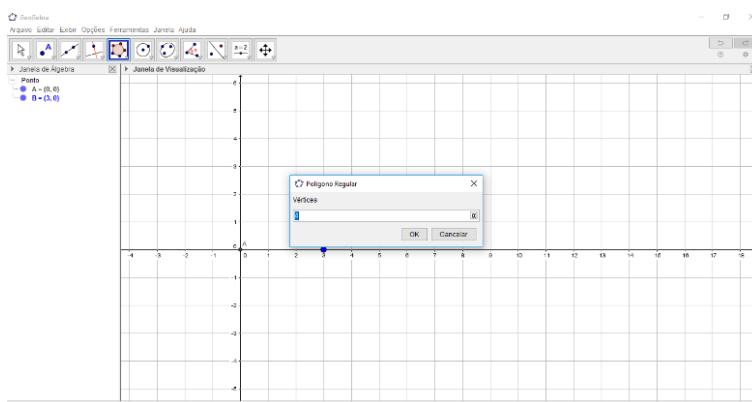 GeoGebra
Arquivo Editar Exibir Opções Ferramentas Janela Ajuda
A
a=2
Janela de Álgebra
Janela de Visualização
Ponto
A = (0, 0)
B = (3, 0)
Polígono Regular
Vértices
4
α
OK Cancelar
6
5
4
3
2
1
0
A
-4 -3 -2 -1 0 1 2 3 4 5 6 7 8 9 10 11 12 13 14 15 16 17 18
-1
-2
-3
-4
-5